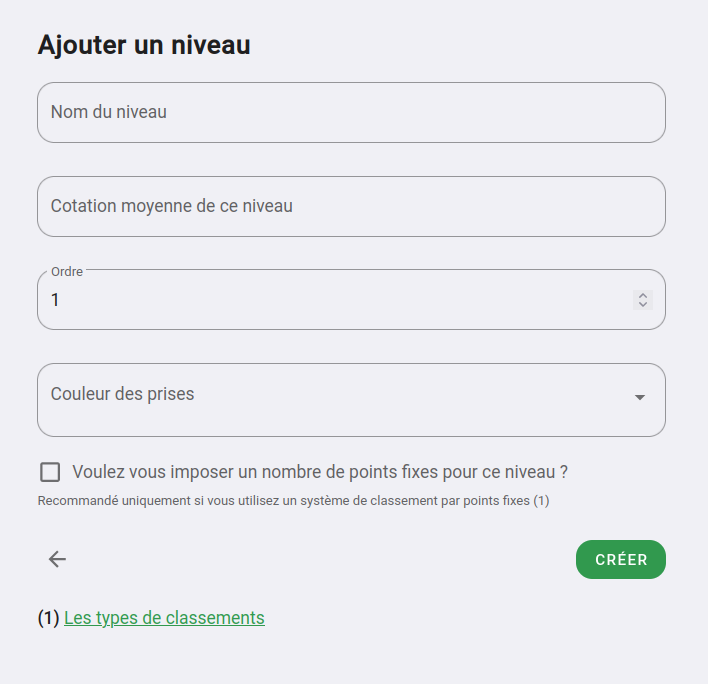 Ajouter un niveau
Nom du niveau
Cotation moyenne de ce niveau
Ordre
1
Couleur des prises
Voulez vous imposer un nombre de points fixes pour ce niveau ?
Recommandé uniquement si vous utilisez un système de classement par points fixes (1)
CRÉER
(1) Les types de classements